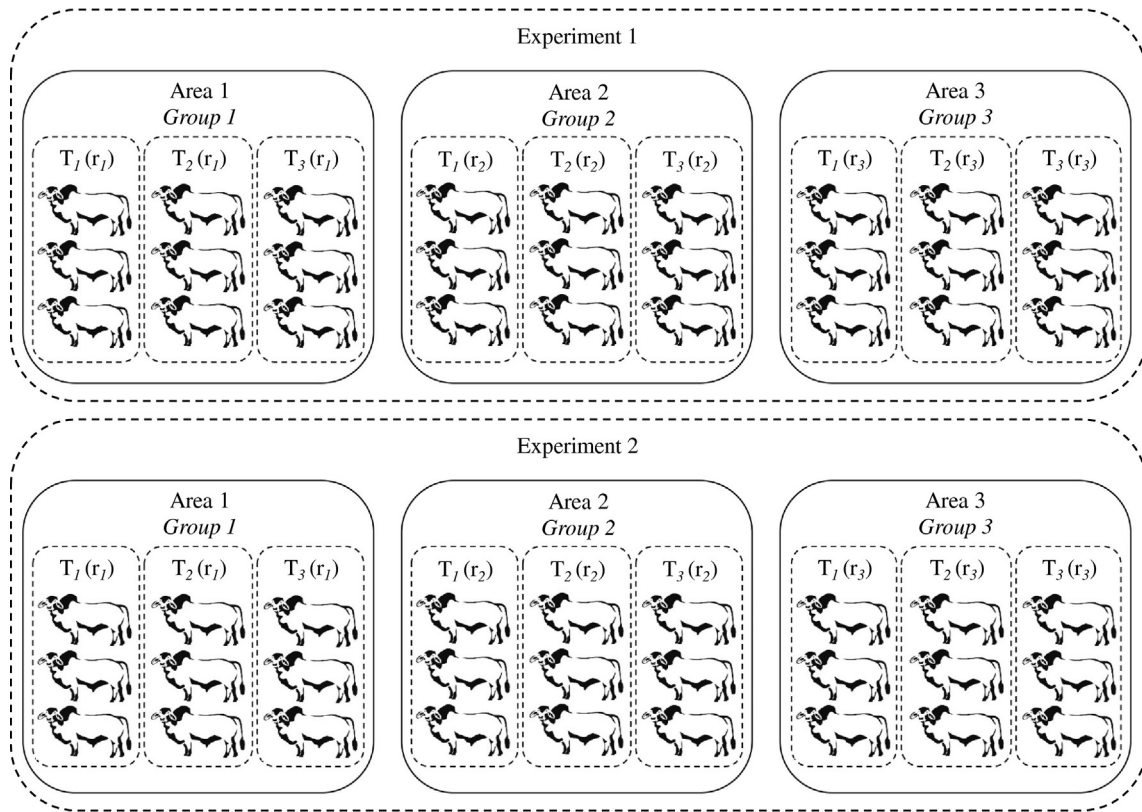 Experiment 1
Area 1
Group 1
T1 (r1) T2 (r1) T3 (r1)
Area 2
Group 2
T1 (r2) T2 (r2) T3 (r2)
Area 3
Group 3
T1 (r3) T2 (r3) T3 (r3)
Experiment 2
Area 1
Group 1
T1 (r1) T2 (r1) T3 (r1)
Area 2
Group 2
T1 (r2) T2 (r2) T3 (r2)
Area 3
Group 3
T1 (r3) T2 (r3) T3 (r3)